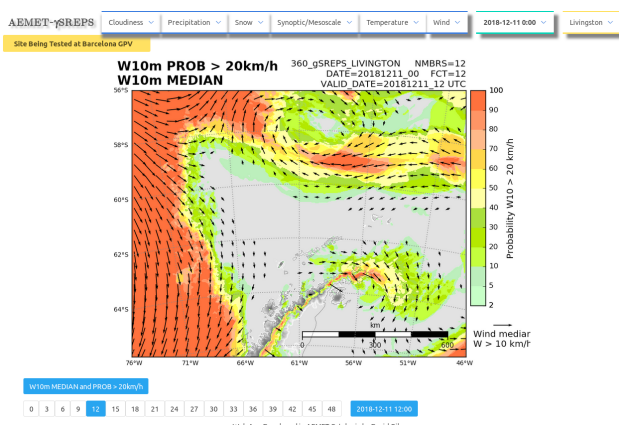 AEMET-γSREPS Cloudiness Precipitation Snow Synoptic/Mesoscale Temperature Wind 2018-12-11 0:00 Livingston
Site Being Tested at Barcelona GPV
W10m PROB > 20km/h 360_gSREPS_LIVINGSTON NMBRS=12
W10m MEDIAN DATE=20181211_00 FCT=12
VALID_DATE=20181211_12 UTC
56°S
58°S
60°S
62°S
64°S
76°W 71°W 66°W 61°W 56°W 51°W 46°W
km
0 300 600
100
90
80
70
60
50
40
30
20
10
5
2
Probability W10 > 20 km/h
Wind median
W > 10 km/h
W10m MEDIAN and PROB > 20km/h
0 3 6 9 12 15 18 21 24 27 30 33 36 39 42 45 48 2018-12-11 12:00